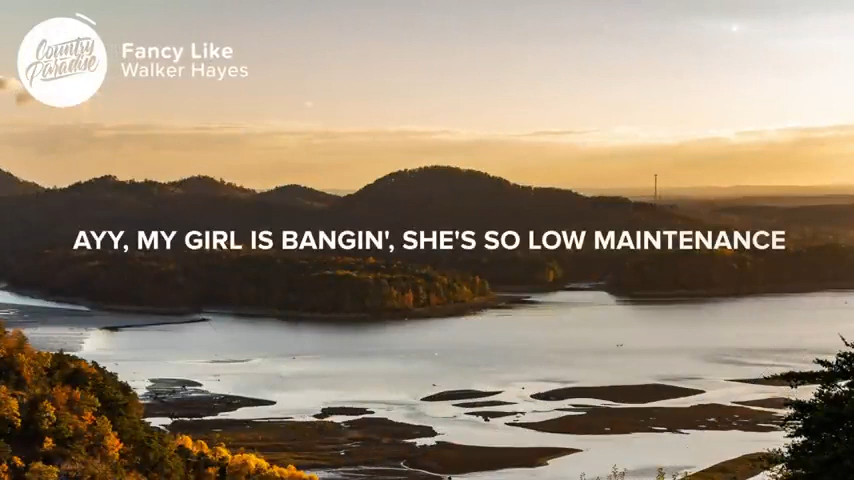 Country
Paradise
Fancy Like
Walker Hayes
AYY, MY GIRL IS BANGIN', SHE'S SO LOW MAINTENANCE